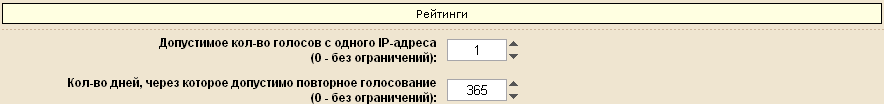 Рейтинги
Допустимое кол-во голосов с одного IP-адреса
(0 - без ограничений):
1
Кол-во дней, через которое допустимо повторное голосование
(0 - без ограничений):
365